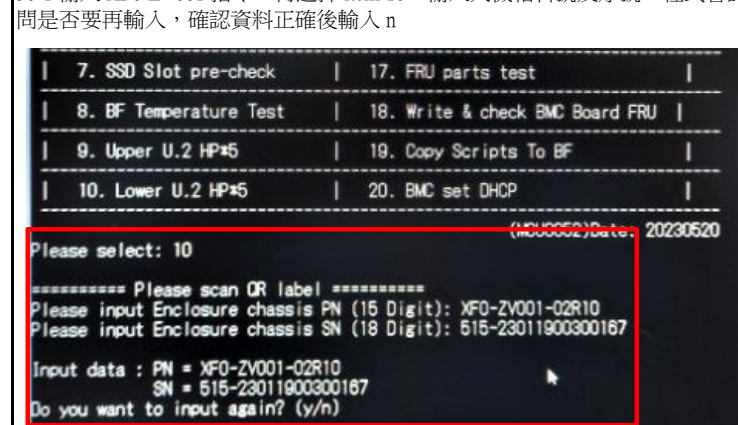 問是否要再輸入，確認資料正確後輸入 n
| 7. SSD Slot pre-check | 17. FRU parts test |
| 8. BF Temperature Test | 18. Write & check BMC Board FRU |
| 9. Upper U.2 HP*5 | 19. Copy Scripts To BF |
| 10. Lower U.2 HP*5 | 20. BMC set DHCP |
Date: 20230520
Please select: 10
========== Please scan QR label ==========
Please input Enclosure chassis PN (15 Digit): XF0-ZV001-02R10
Please input Enclosure chassis SN (18 Digit): 515-23011900300167
Input data : PN = XF0-ZV001-02R10
SN = 515-23011900300167
Do you want to input again? (y/n)